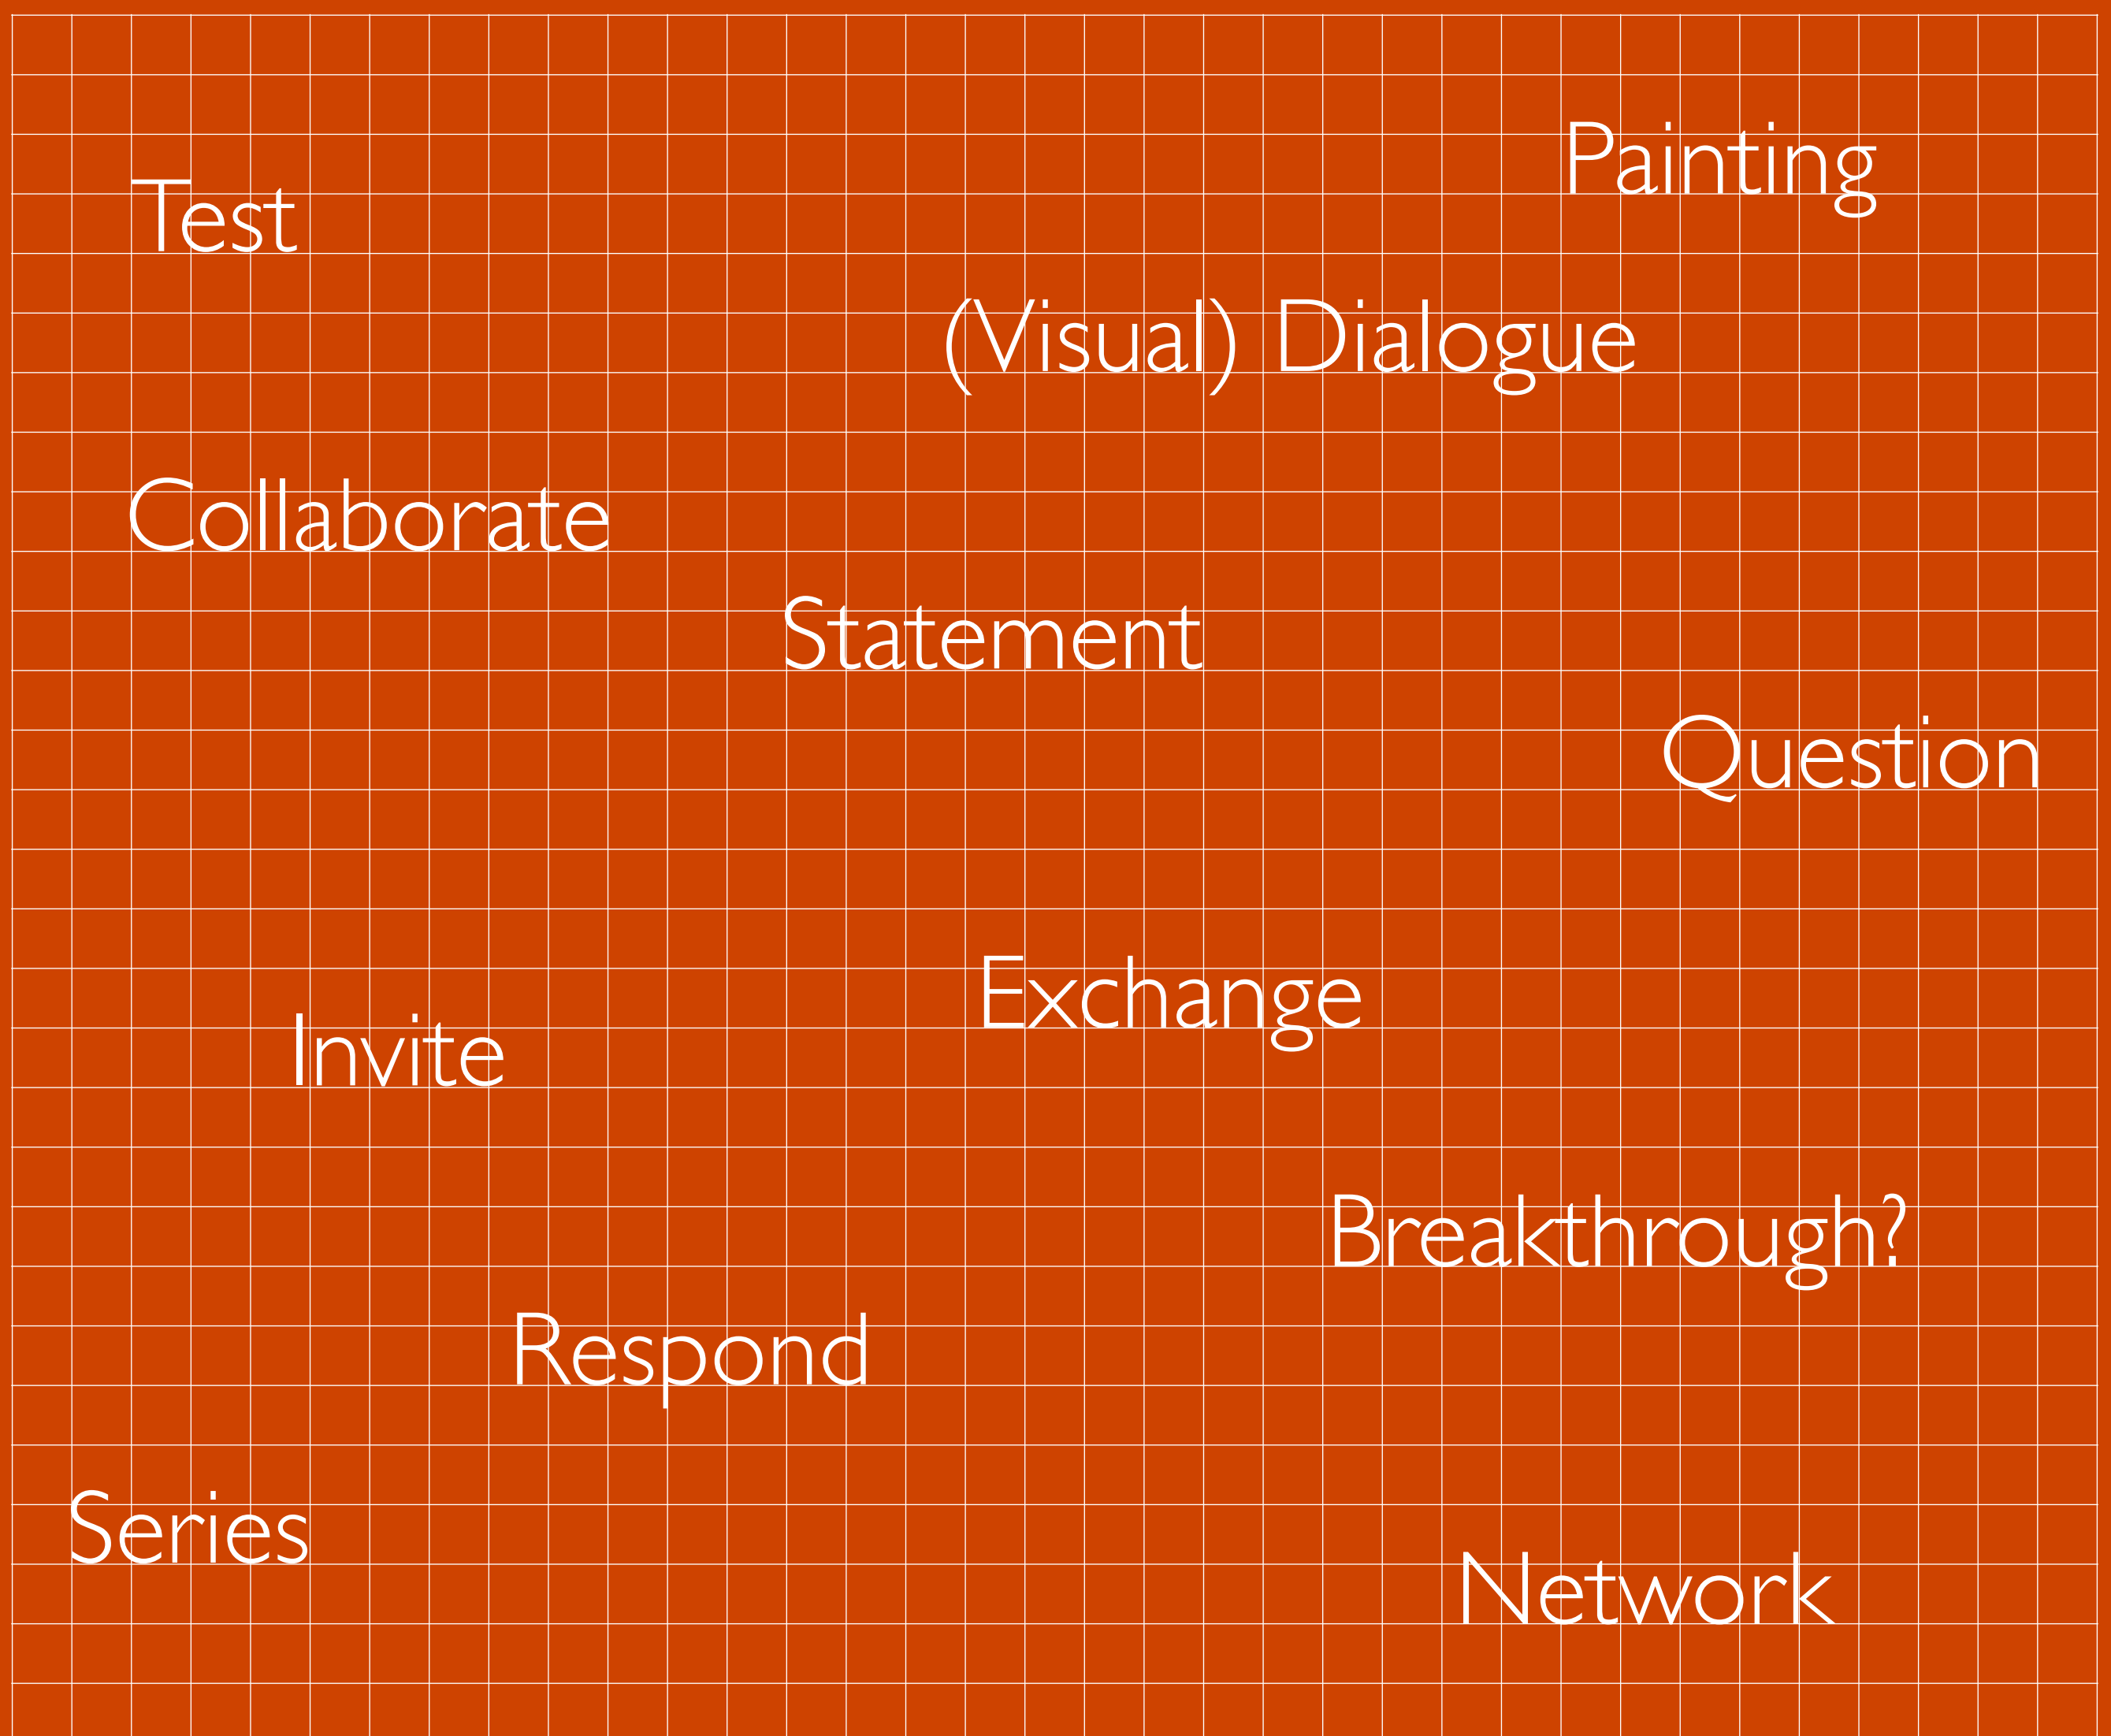 Painting
Test
(Visual) Dialogue
Collaborate
Statement
Question
Exchange
Invite
Breakthrough?
Respond
Series
Network